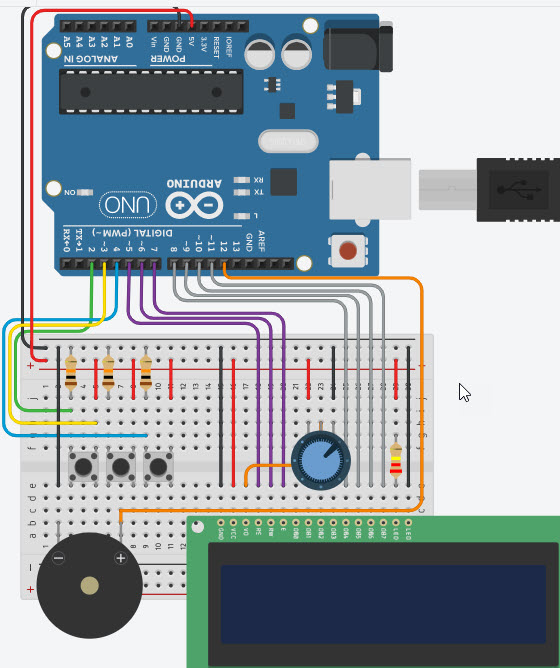 A5 A4 A3 A2 A1 A0 Vin GND GND 5V 3.3V RESET IOREF
ANALOG IN POWER
ON UNO ARDUINO RX TX L
RX←0 TX→1 2 ~3 4 ~5 ~6 7 8 ~9 ~10 ~11 12 13 GND AREF
DIGITAL (PWM~)
+
j
e
d
c
b
a
−
+
GND VCC V0 RS RW E DB0 DB1 DB2 DB3 DB4 DB5 DB6 DB7 LED LED